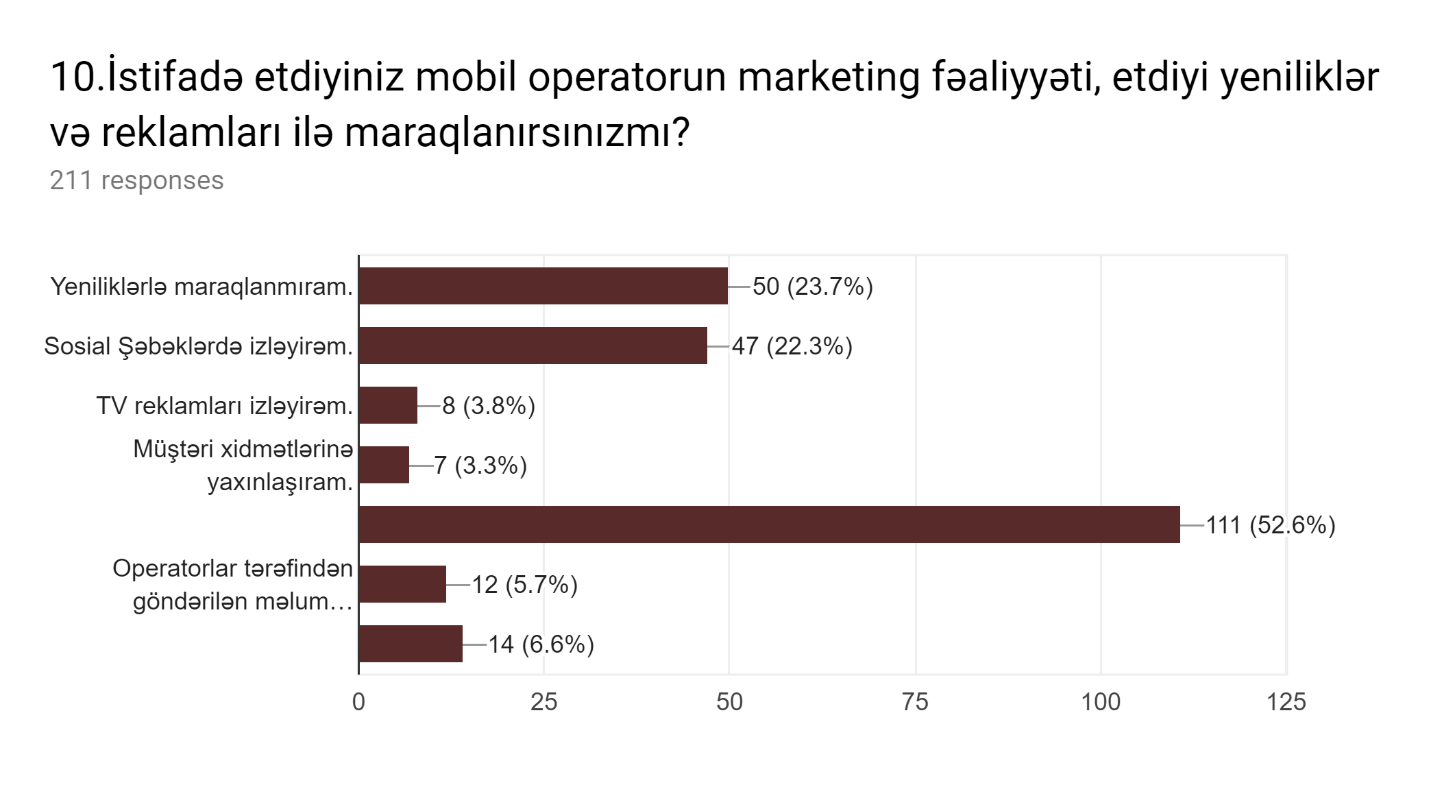 10.İstifadə etdiyiniz mobil operatorun marketing fəaliyyəti, etdiyi yeniliklər
və reklamları ilə maraqlanırsınızmı?
211 responses
Yeniliklərlə maraqlanmıram.
50 (23.7%)
Sosial Şəbəklərdə izləyirəm.
47 (22.3%)
TV reklamları izləyirəm.
8 (3.8%)
Müştəri xidmətlərinə
yaxınlaşıram.
7 (3.3%)
111 (52.6%)
Operatorlar tərəfindən
göndərilən məlum…
12 (5.7%)
14 (6.6%)
0 25 50 75 100 125